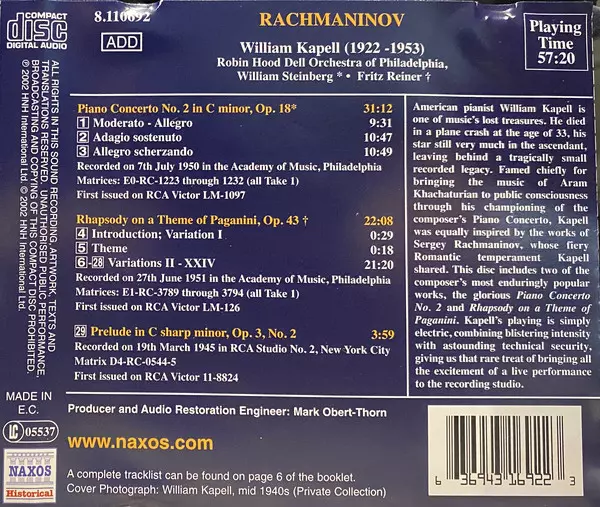 COMPACT
disc
DIGITAL AUDIO
8.110692
ADD
RACHMANINOV
William Kapell (1922 -1953)
Robin Hood Dell Orchestra of Philadelphia,
William Steinberg * • Fritz Reiner †
Playing
Time
57:20
Piano Concerto No. 2 in C minor, Op. 18* 31:12
1 Moderato - Allegro 9:31
2 Adagio sostenuto 10:47
3 Allegro scherzando 10:49
Recorded on 7th July 1950 in the Academy of Music, Philadelphia
Matrices: E0-RC-1223 through 1232 (all Take 1)
First issued on RCA Victor LM-1097
Rhapsody on a Theme of Paganini, Op. 43 † 22:08
4 Introduction; Variation I 0:29
5 Theme 0:18
6-28 Variations II - XXIV 21:20
Recorded on 27th June 1951 in the Academy of Music, Philadelphia
Matrices: E1-RC-3789 through 3794 (all Take 1)
First issued on RCA Victor LM-126
29 Prelude in C sharp minor, Op. 3, No. 2 3:59
Recorded on 19th March 1945 in RCA Studio No. 2, New York City
Matrix D4-RC-0544-5
First issued on RCA Victor 11-8824
American pianist William Kapell is
one of music's lost treasures. He died
in a plane crash at the age of 33, his
star still very much in the ascendant,
leaving behind a tragically small
recorded legacy. Famed chiefly for
bringing the music of Aram
Khachaturian to public consciousness
through his championing of the
composer's Piano Concerto, Kapell
was equally inspired by the works of
Sergey Rachmaninov, whose fiery
Romantic temperament Kapell
shared. This disc includes two of the
composer's most enduringly popular
works, the glorious Piano Concerto
No. 2 and Rhapsody on a Theme of
Paganini. Kapell's playing is simply
electric, combining blistering intensity
with astounding technical security,
giving us that rare treat of bringing all
the excitement of a live performance
to the recording studio.
ALL RIGHTS IN THIS SOUND RECORDING, ARTWORK, TEXTS AND
TRANSLATIONS RESERVED. UNAUTHORISED PUBLIC PERFORMANCE,
BROADCASTING AND COPYING OF THIS COMPACT DISC PROHIBITED.
℗ 2002 HNH International Ltd. © 2002 HNH International Ltd.
MADE IN
E.C.
LC 05537
NAXOS
Historical
Producer and Audio Restoration Engineer: Mark Obert-Thorn
www.naxos.com
A complete tracklist can be found on page 6 of the booklet.
Cover Photograph: William Kapell, mid 1940s (Private Collection)
6 36943 16922 3